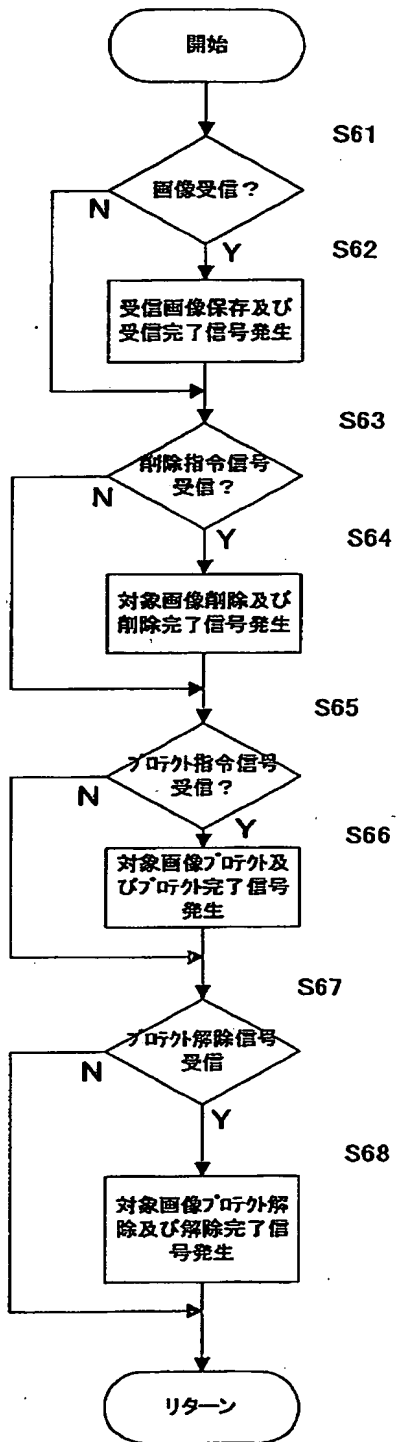 開始
S61
画像受信？
N
Y
S62
受信画像保存及び
受信完了信号発生
S63
削除指令信号
受信？
N
Y
S64
対象画像削除及び
削除完了信号発生
S65
プロテクト指令信号
受信？
N
Y
S66
対象画像プロテクト及
びプロテクト完了信号
発生
S67
プロテクト解除信号
受信
N
Y
S68
対象画像プロテクト解
除及び解除完了信
号発生
リターン